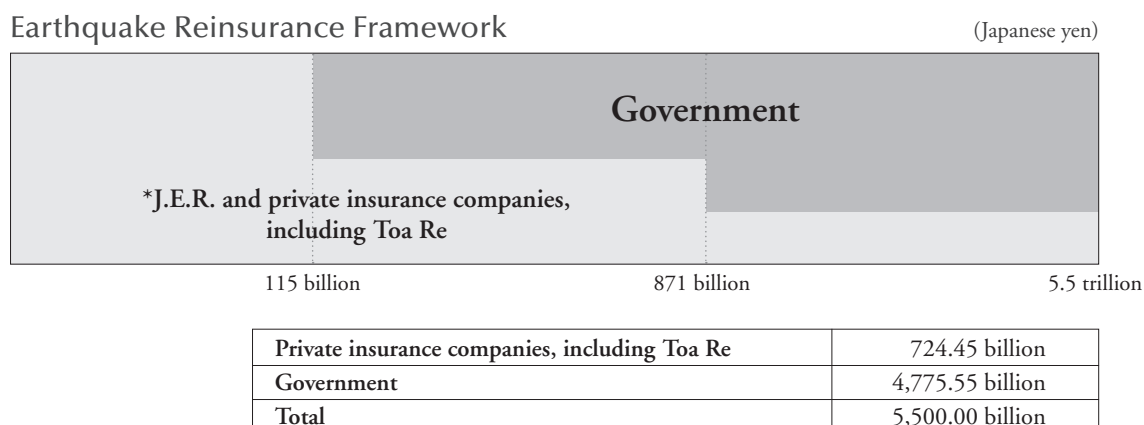 Earthquake Reinsurance Framework (Japanese yen)
Government
*J.E.R. and private insurance companies,
including Toa Re
115 billion 871 billion 5.5 trillion
Private insurance companies, including Toa Re 724.45 billion
Government 4,775.55 billion
Total 5,500.00 billion